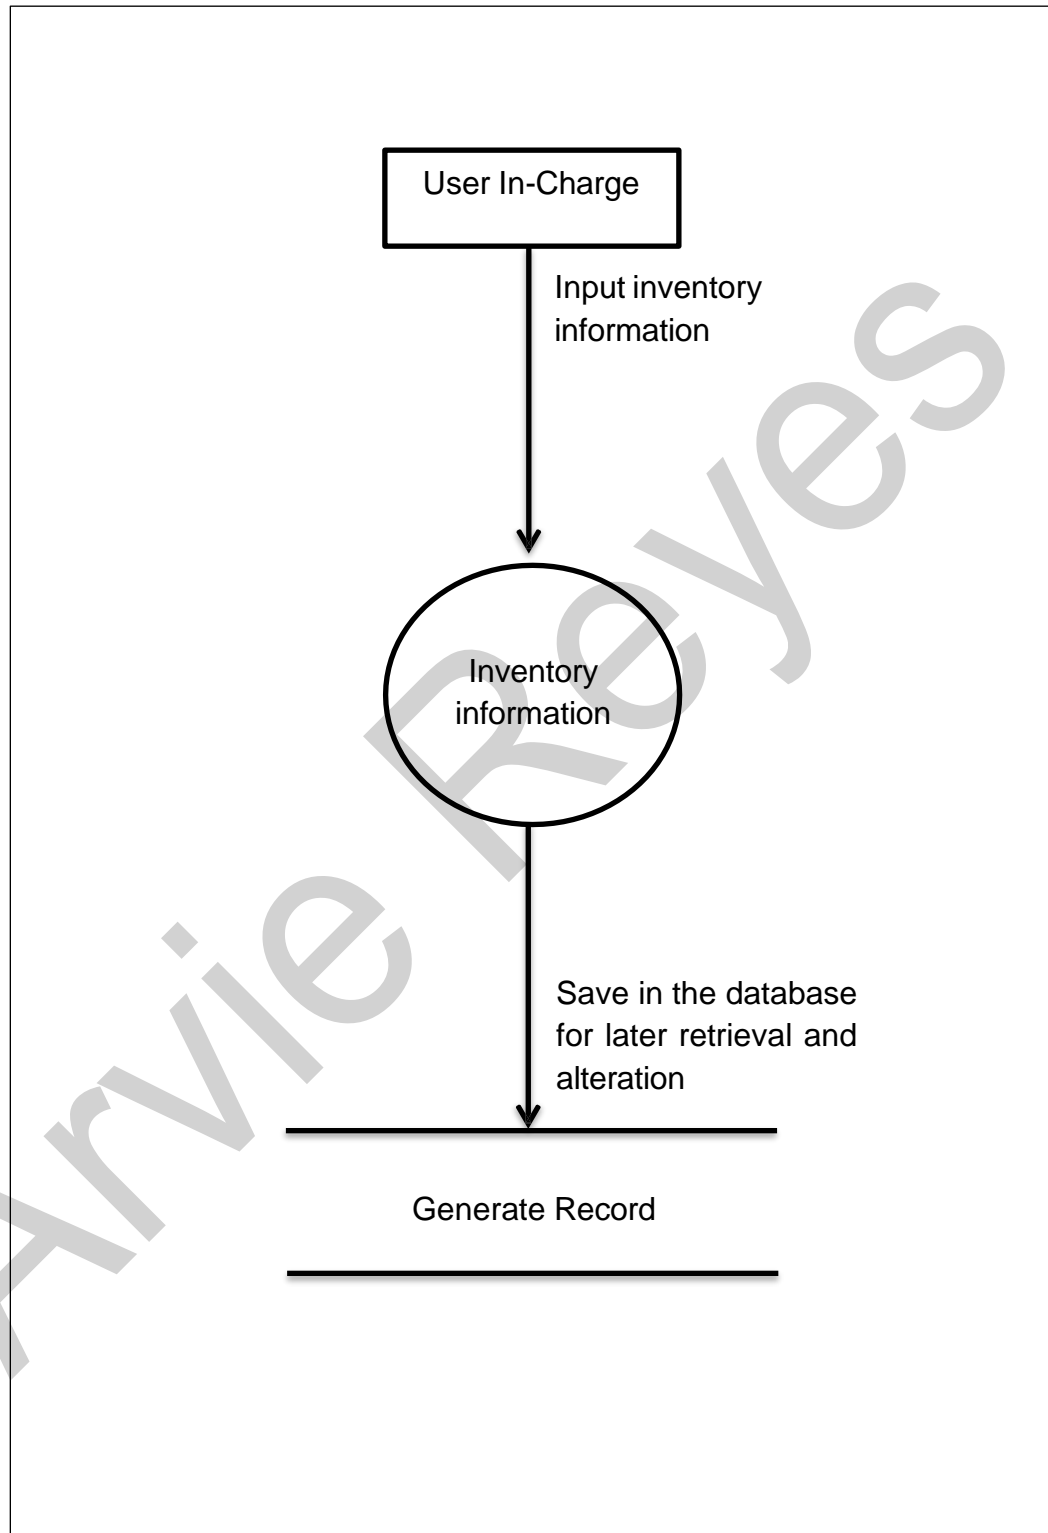 User In-Charge
Input inventory
information
Inventory
information
Save in the database
for later retrieval and
alteration
Generate Record
Arvie Reyes